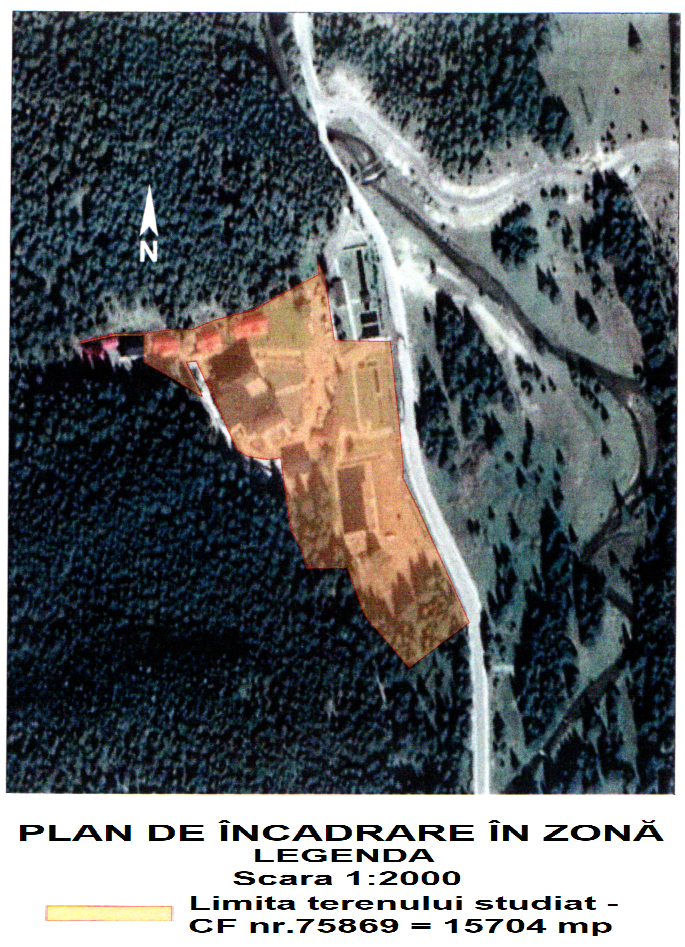 N
PLAN DE ÎNCADRARE ÎN ZONĂ
LEGENDA
Scara 1:2000
Limita terenului studiat -
CF nr.75869 = 15704 mp